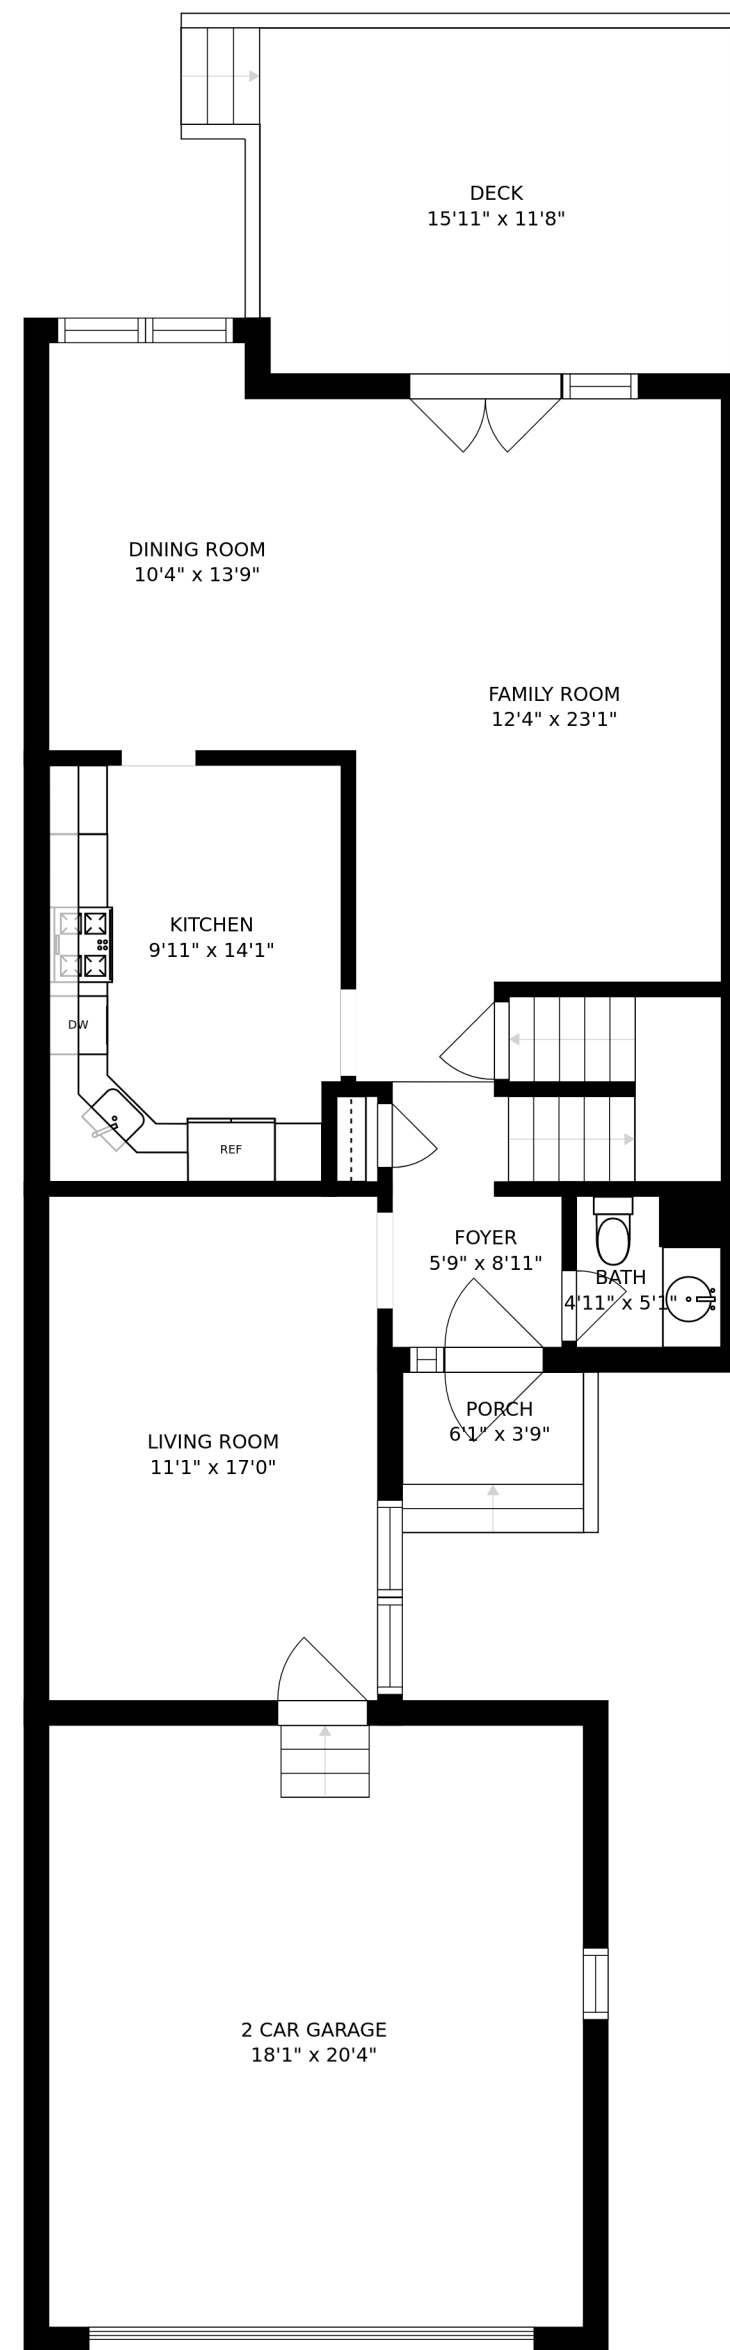 DECK
15'11" x 11'8"
DINING ROOM
10'4" x 13'9"
FAMILY ROOM
12'4" x 23'1"
KITCHEN
9'11" x 14'1"
DW
REF
FOYER
5'9" x 8'11"
BATH
4'11" x 5'1"
PORCH
6'1" x 3'9"
LIVING ROOM
11'1" x 17'0"
2 CAR GARAGE
18'1" x 20'4"